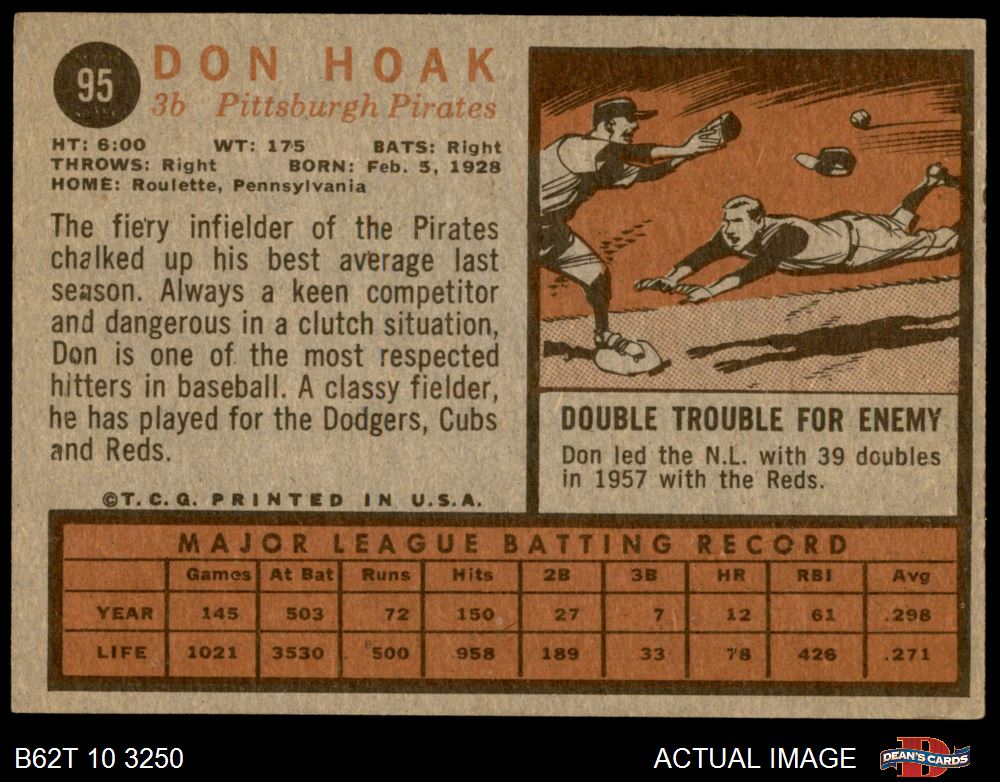 95
DON HOAK
3b Pittsburgh Pirates
HT: 6:00 WT: 175 BATS: Right
THROWS: Right BORN: Feb. 5, 1928
HOME: Roulette, Pennsylvania
The fiery infielder of the Pirates
chalked up his best average last
season. Always a keen competitor
and dangerous in a clutch situation,
Don is one of the most respected
hitters in baseball. A classy fielder,
he has played for the Dodgers, Cubs
and Reds.
©T.C.G. PRINTED IN U.S.A.
DOUBLE TROUBLE FOR ENEMY
Don led the N.L. with 39 doubles
in 1957 with the Reds.
MAJOR LEAGUE BATTING RECORD
Games At Bat Runs Hits 2B 3B HR RBI Avg
YEAR 145 503 72 150 27 7 12 61 .298
LIFE 1021 3530 500 958 189 33 78 426 .271
B62T 10 3250
ACTUAL IMAGE
DEAN'S CARDS